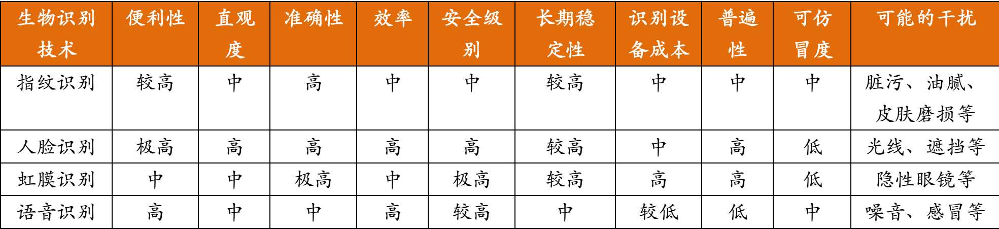 生物识别技术 便利性 直观度 准确性 效率 安全级别 长期稳定性 识别设备成本 普遍性 可仿冒度 可能的干扰
指纹识别 较高 中 高 中 中 较高 中 中 中 脏污、油腻、皮肤磨损等
人脸识别 极高 高 高 高 高 较高 中 高 低 光线、遮挡等
虹膜识别 中 中 极高 中 极高 较高 高 高 低 隐性眼镜等
语音识别 高 中 中 高 较高 中 较低 低 中 噪音、感冒等